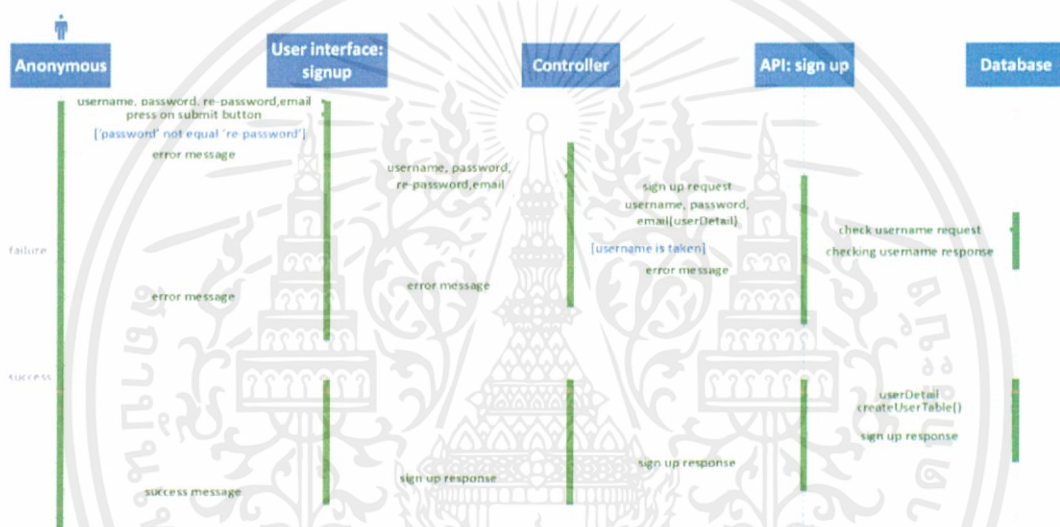 Anonymous
User interface:
signup
Controller
API: sign up
Database
username, password, re-password,email
press on submit button
['password' not equal 're-password']
error message
username, password,
re-password,email
sign up request
username, password,
email(userDetail)
check username request
checking username response
failure
[username is taken]
error message
error message
error message
success
userDetail
createUserTable()
sign up response
sign up response
sign up response
success message